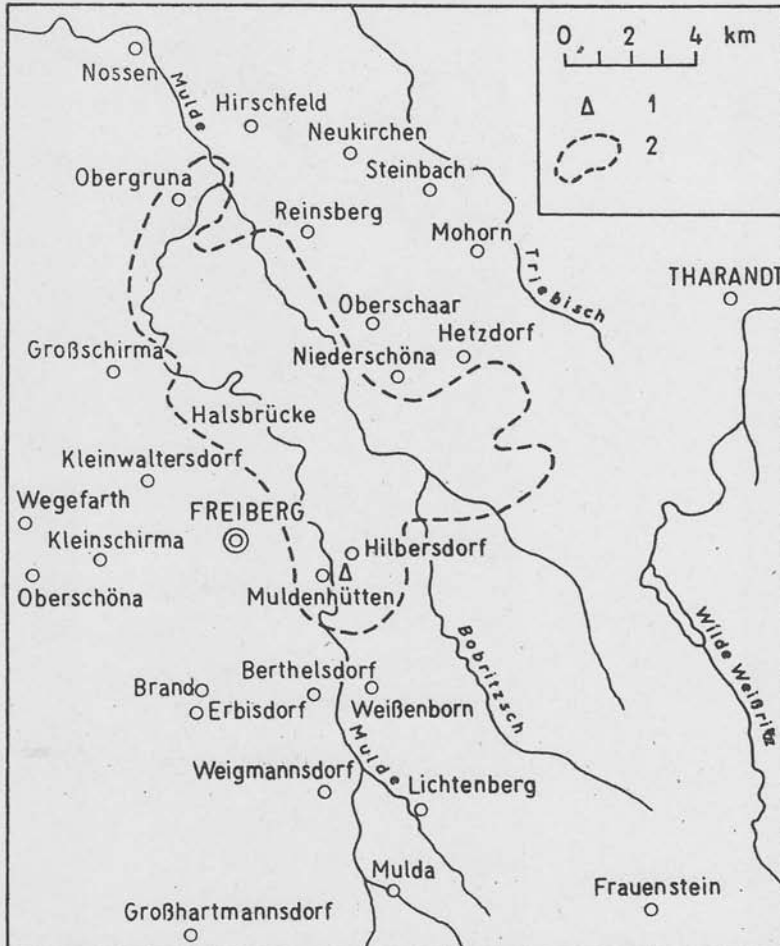 0 2 4 km
1
2
Nossen
Mulde
Hirschfeld
Neukirchen
Steinbach
Obergruna
Reinsberg
Mohorn
Triebisch
THARANDT
Oberschaar
Hetzdorf
Großschirma
Niederschöna
Halsbrücke
Kleinwaltersdorf
Wegefarth
FREIBERG
Kleinschirma
Hilbersdorf
Oberschöna
Muldenhütten
Bobritzsch
Wilde Weißritz
Berthelsdorf
Brand
Erbisdorf
Weißenborn
Mulde
Weigmannsdorf
Lichtenberg
Mulda
Frauenstein
Großhartmannsdorf